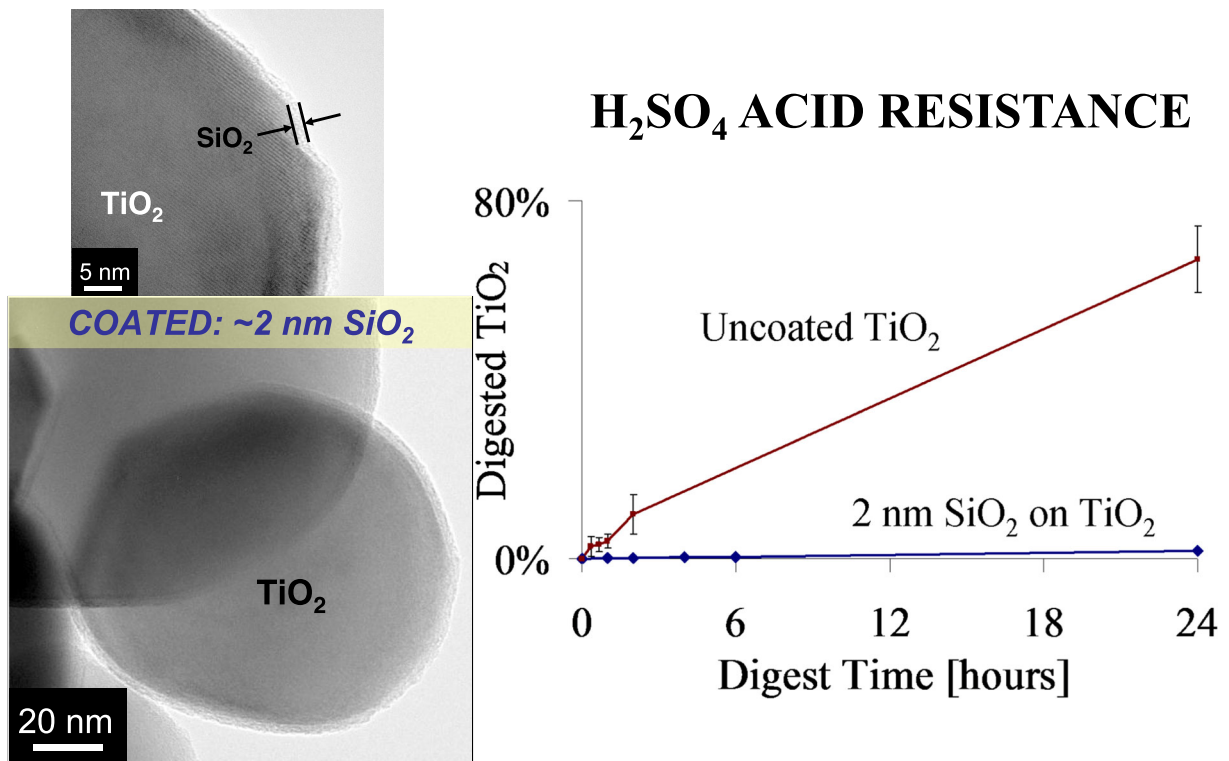 SiO₂
TiO₂
5 nm
COATED: ~2 nm SiO₂
TiO₂
20 nm
H₂SO₄ ACID RESISTANCE
80%
Digested TiO₂
Uncoated TiO₂
2 nm SiO₂ on TiO₂
0%
0 6 12 18 24
Digest Time [hours]